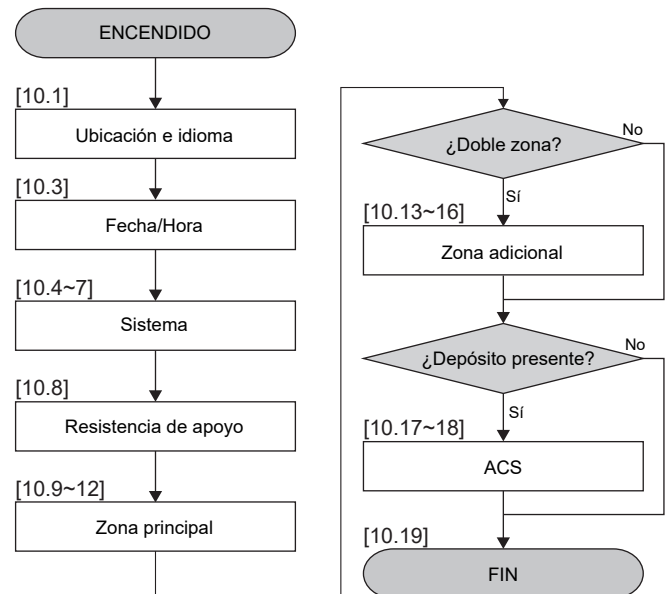 ENCENDIDO
[10.1]
Ubicación e idioma
[10.3]
Fecha/Hora
[10.4~7]
Sistema
[10.8]
Resistencia de apoyo
[10.9~12]
Zona principal
¿Doble zona?
No
Sí
[10.13~16]
Zona adicional
¿Depósito presente?
No
Sí
[10.17~18]
ACS
[10.19]
FIN